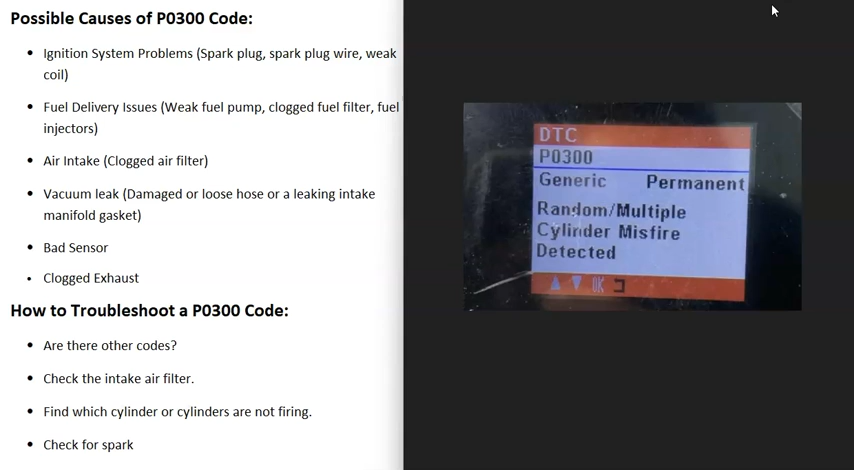 Possible Causes of P0300 Code:
Ignition System Problems (Spark plug, spark plug wire, weak
coil)
Fuel Delivery Issues (Weak fuel pump, clogged fuel filter, fuel
injectors)
Air Intake (Clogged air filter)
Vacuum leak (Damaged or loose hose or a leaking intake
manifold gasket)
Bad Sensor
Clogged Exhaust
How to Troubleshoot a P0300 Code:
Are there other codes?
Check the intake air filter.
Find which cylinder or cylinders are not firing.
Check for spark
DTC
P0300
Generic Permanent
Random/Multiple
Cylinder Misfire
Detected
OK